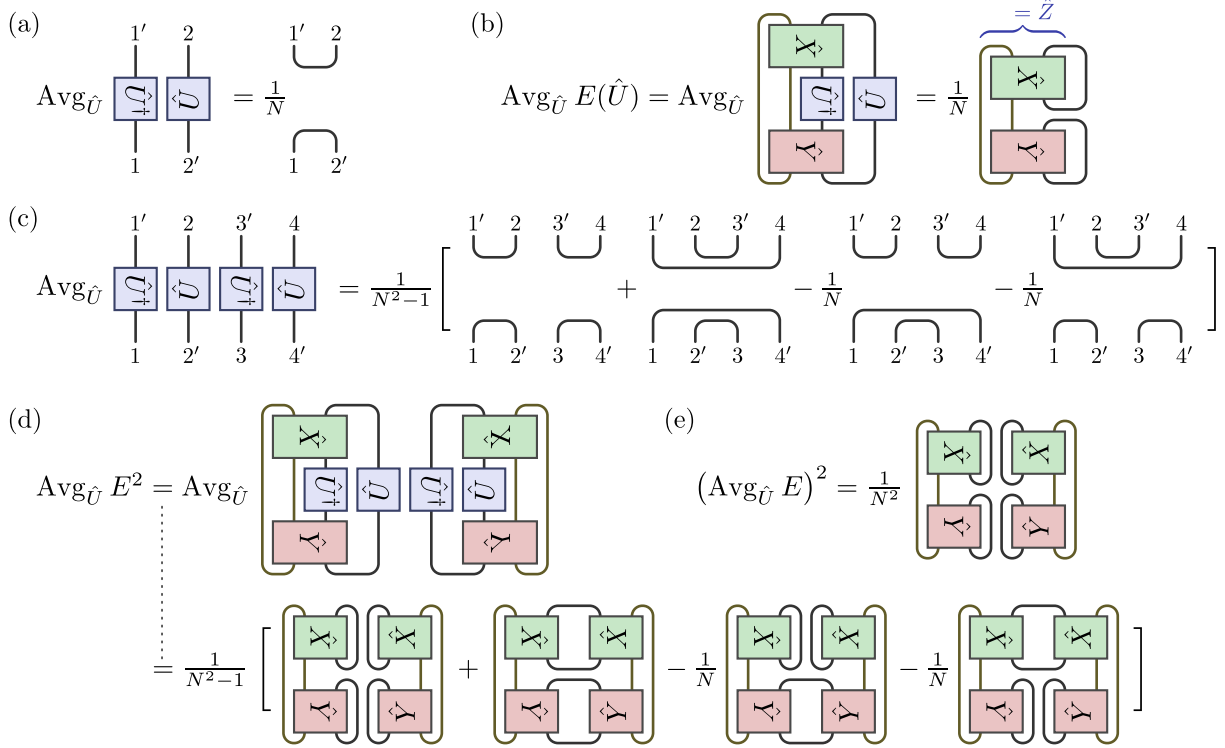 (a)
1′ 2
Avg_Û Û† Û = 1/N
1 2′
1′ 2
1 2′
(b)
= Ẑ
Avg_Û E(Û) = Avg_Û X̂ Û† Û Ŷ = 1/N X̂ Ŷ
(c)
1′ 2 3′ 4
Avg_Û Û† Û Û† Û = 1/(N²−1) [ + − 1/N − 1/N ]
1 2′ 3 4′
1′ 2 3′ 4 1′ 2 3′ 4 1′ 2 3′ 4 1′ 2 3′ 4
1 2′ 3 4′ 1 2′ 3 4′ 1 2′ 3 4′ 1 2′ 3 4′
(d)
X̂ X̂
Avg_Û E² = Avg_Û Û† Û Û† Û
Ŷ Ŷ
(e)
X̂ X̂
(Avg_Û E)² = 1/N²
Ŷ Ŷ
X̂ X̂ X̂ X̂ X̂ X̂ X̂ X̂
= 1/(N²−1) [ + − 1/N − 1/N ]
Ŷ Ŷ Ŷ Ŷ Ŷ Ŷ Ŷ Ŷ